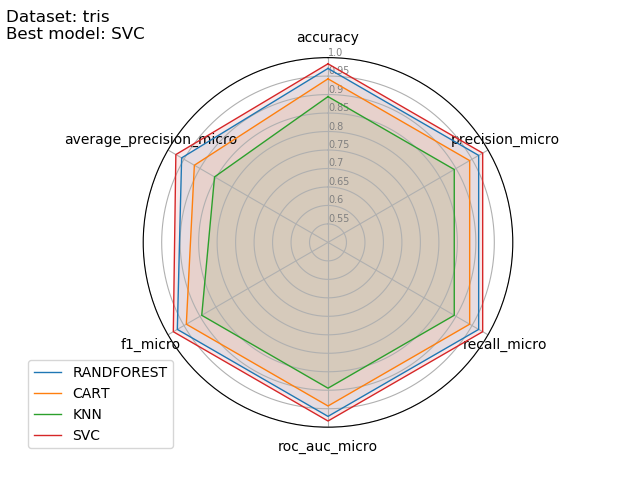 Dataset: tris
Best model: SVC
accuracy
1.0
0.95
0.9
0.85
0.8
0.75
0.7
0.65
0.6
0.55
average_precision_micro
precision_micro
f1_micro
recall_micro
roc_auc_micro
RANDFOREST
CART
KNN
SVC